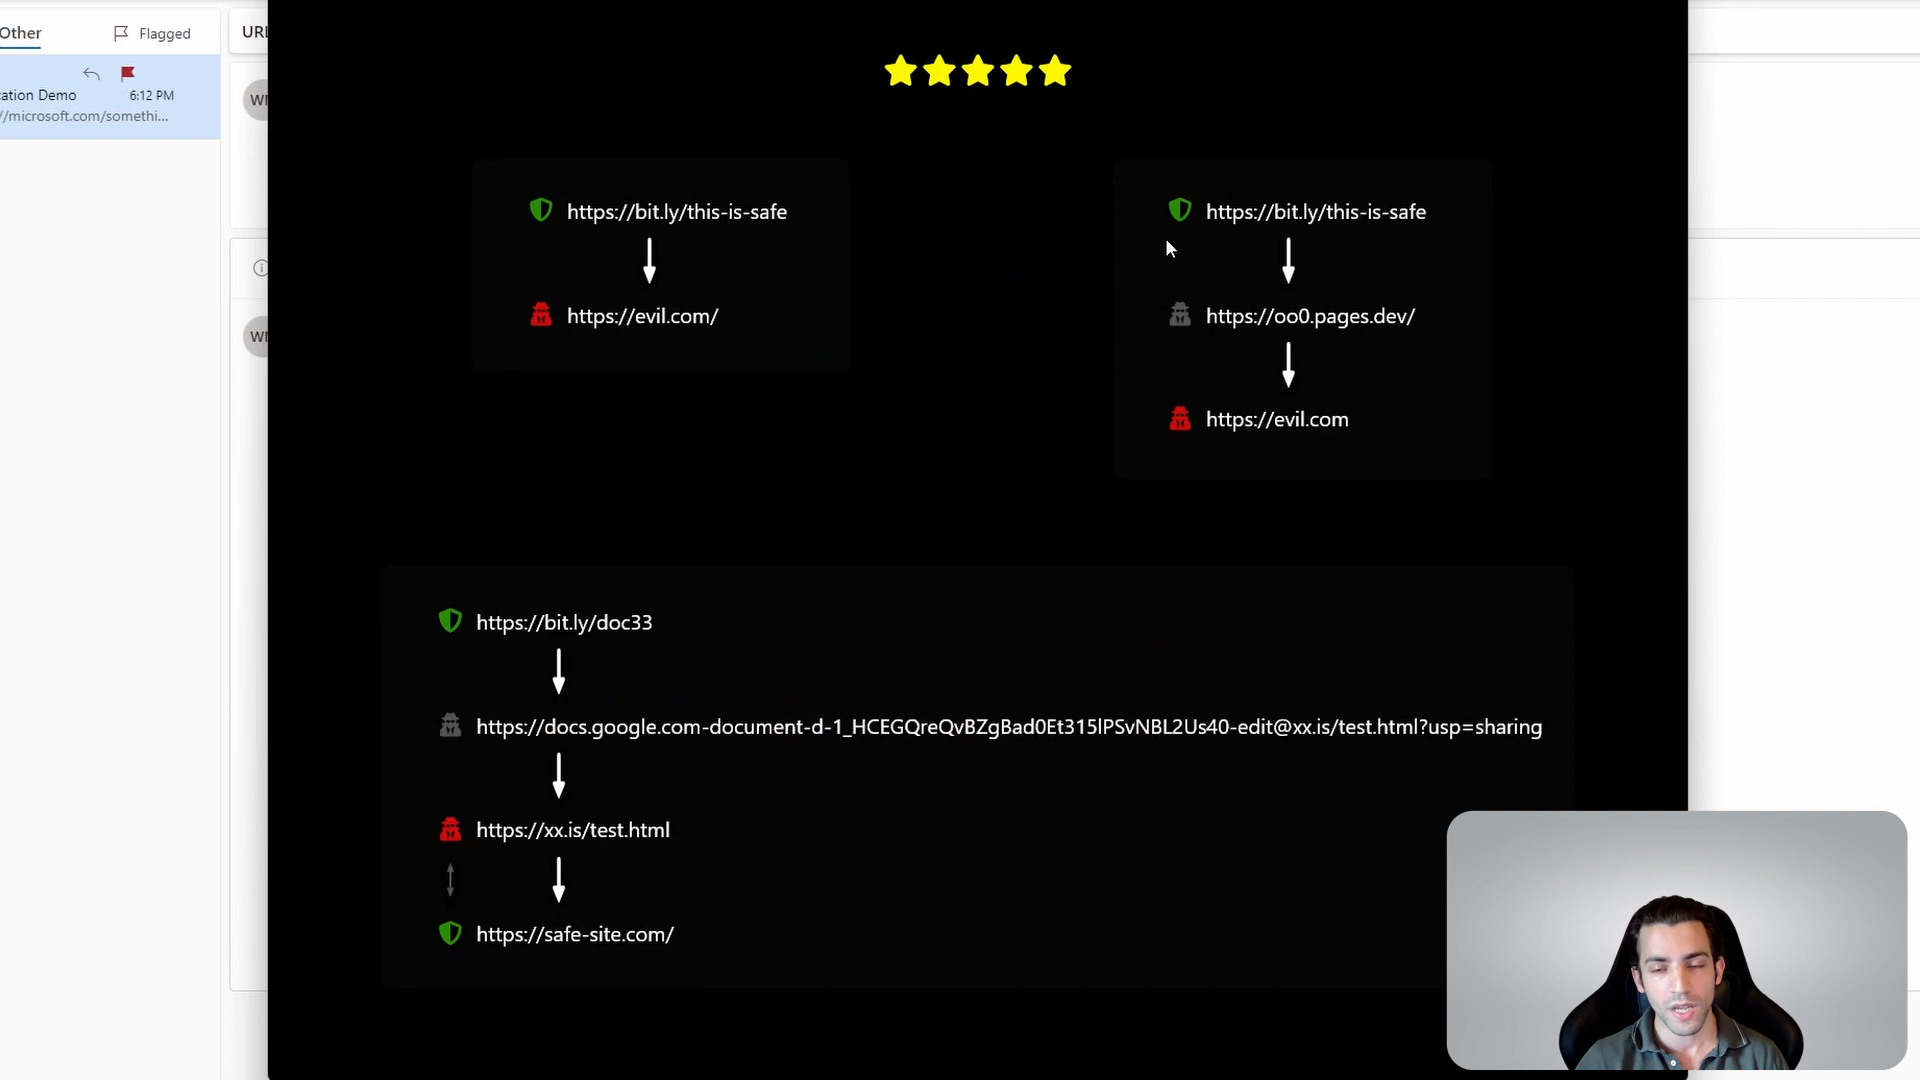 Other
Flagged
URL
cation Demo
6:12 PM
//microsoft.com/somethi...
https://bit.ly/this-is-safe
https://evil.com/
https://bit.ly/this-is-safe
https://oo0.pages.dev/
https://evil.com
https://bit.ly/doc33
https://docs.google.com-document-d-1_HCEGQreQvBZgBad0Et315lPSvNBL2Us40-edit@xx.is/test.html?usp=sharing
https://xx.is/test.html
https://safe-site.com/